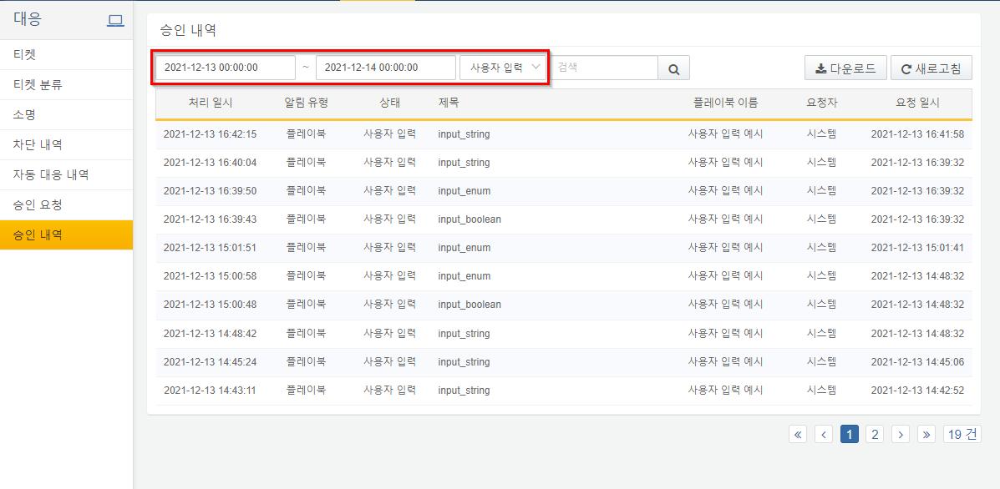 대응
티켓
티켓 분류
소명
차단 내역
자동 대응 내역
승인 요청
승인 내역
승인 내역
2021-12-13 00:00:00 ~ 2021-12-14 00:00:00 사용자 입력 검색 다운로드 새로고침
처리 일시 알림 유형 상태 제목 플레이북 이름 요청자 요청 일시
2021-12-13 16:42:15 플레이북 사용자 입력 input_string 사용자 입력 예시 시스템 2021-12-13 16:41:58
2021-12-13 16:40:04 플레이북 사용자 입력 input_string 사용자 입력 예시 시스템 2021-12-13 16:39:32
2021-12-13 16:39:50 플레이북 사용자 입력 input_enum 사용자 입력 예시 시스템 2021-12-13 16:39:32
2021-12-13 16:39:43 플레이북 사용자 입력 input_boolean 사용자 입력 예시 시스템 2021-12-13 16:39:32
2021-12-13 15:01:51 플레이북 사용자 입력 input_enum 사용자 입력 예시 시스템 2021-12-13 15:01:41
2021-12-13 15:00:58 플레이북 사용자 입력 input_enum 사용자 입력 예시 시스템 2021-12-13 14:48:32
2021-12-13 15:00:48 플레이북 사용자 입력 input_boolean 사용자 입력 예시 시스템 2021-12-13 14:48:32
2021-12-13 14:48:42 플레이북 사용자 입력 input_string 사용자 입력 예시 시스템 2021-12-13 14:48:32
2021-12-13 14:45:24 플레이북 사용자 입력 input_string 사용자 입력 예시 시스템 2021-12-13 14:45:06
2021-12-13 14:43:11 플레이북 사용자 입력 input_string 사용자 입력 예시 시스템 2021-12-13 14:42:52
« ‹ 1 2 › » 19 건